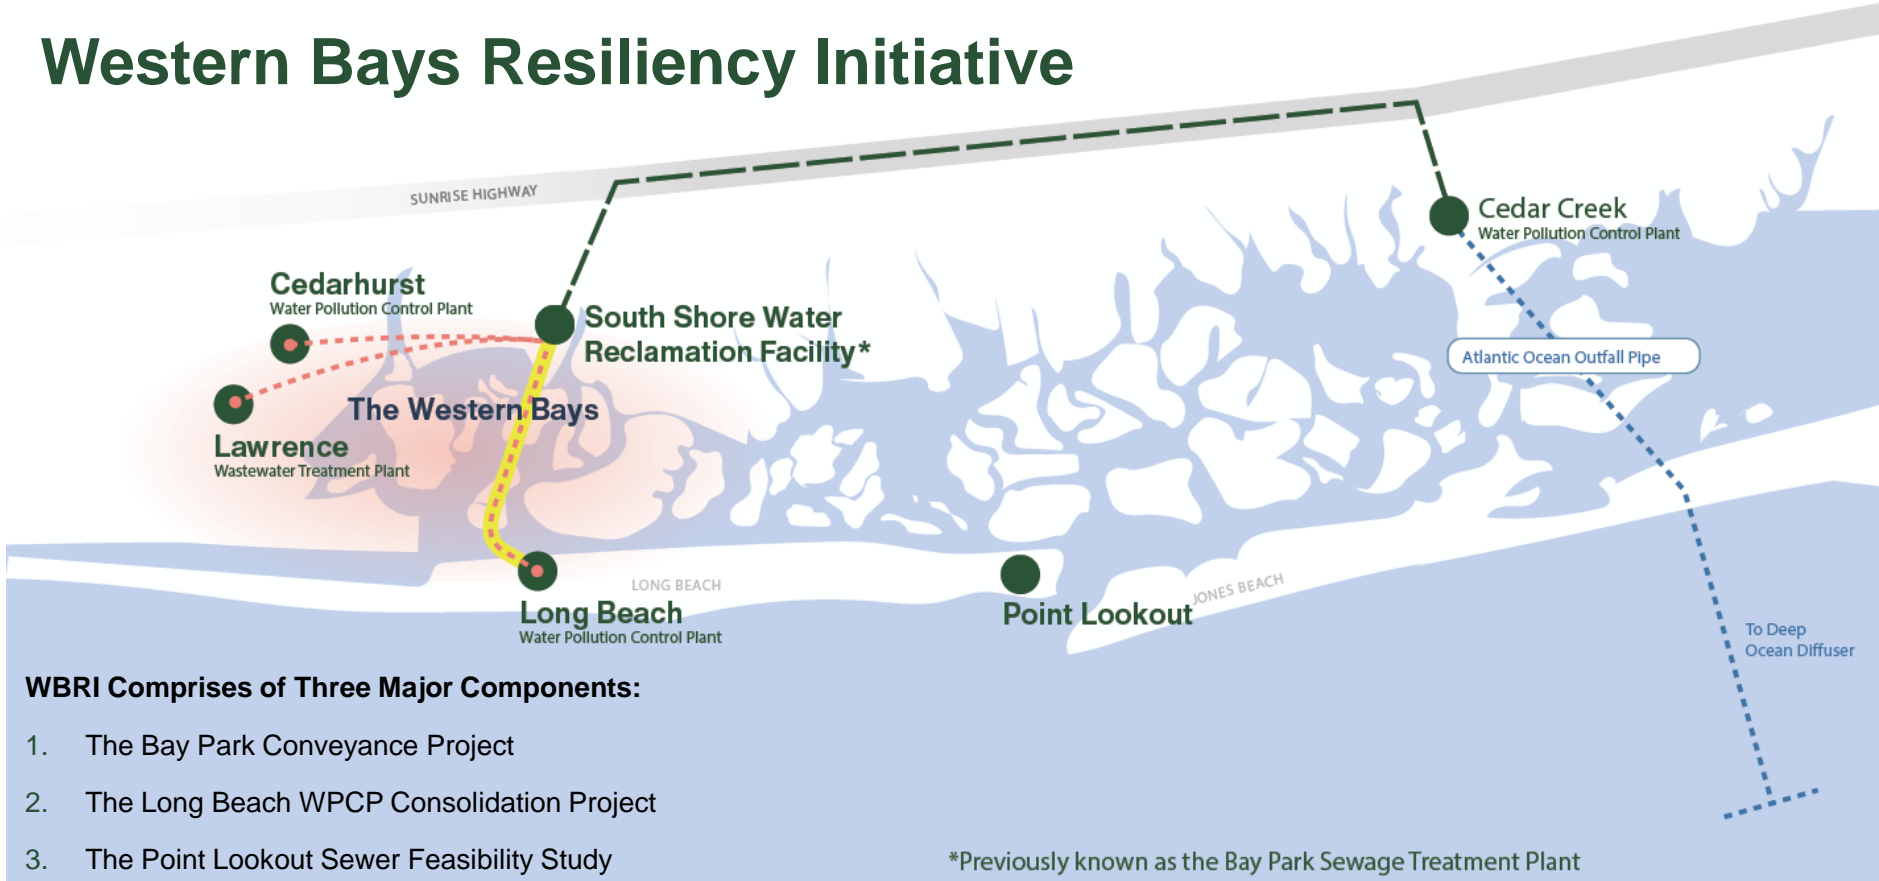 Western Bays Resiliency Initiative
SUNRISE HIGHWAY
Cedar Creek
Water Pollution Control Plant
Cedarhurst
Water Pollution Control Plant
South Shore Water
Reclamation Facility*
Atlantic Ocean Outfall Pipe
The Western Bays
Lawrence
Wastewater Treatment Plant
LONG BEACH
JONES BEACH
Long Beach
Water Pollution Control Plant
Point Lookout
To Deep
Ocean Diffuser
WBRI Comprises of Three Major Components:
1. The Bay Park Conveyance Project
2. The Long Beach WPCP Consolidation Project
3. The Point Lookout Sewer Feasibility Study
*Previously known as the Bay Park Sewage Treatment Plant